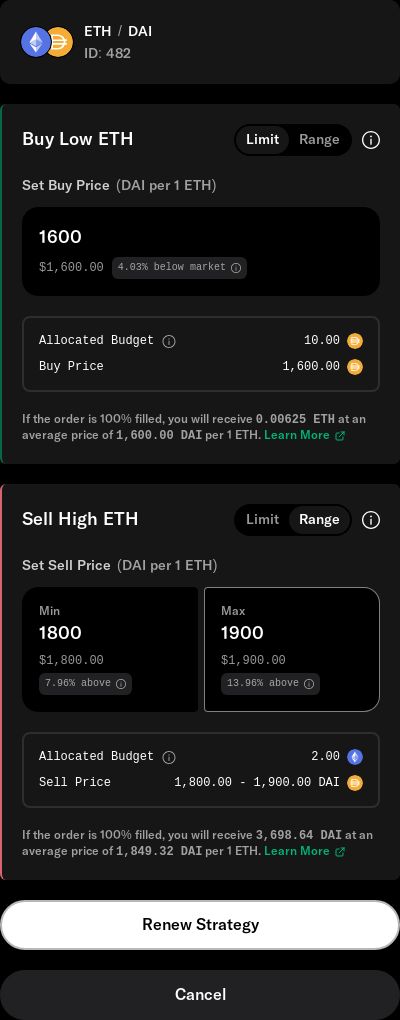 ETH / DAI
ID: 482
Buy Low ETH
Limit Range
Set Buy Price (DAI per 1 ETH)
1600
$1,600.00 4.03% below market
Allocated Budget 10.00
Buy Price 1,600.00
If the order is 100% filled, you will receive 0.00625 ETH at an
average price of 1,600.00 DAI per 1 ETH. Learn More
Sell High ETH
Limit Range
Set Sell Price (DAI per 1 ETH)
Min Max
1800 1900
$1,800.00 $1,900.00
7.96% above 13.96% above
Allocated Budget 2.00
Sell Price 1,800.00 - 1,900.00 DAI
If the order is 100% filled, you will receive 3,698.64 DAI at an
average price of 1,849.32 DAI per 1 ETH. Learn More
Renew Strategy
Cancel